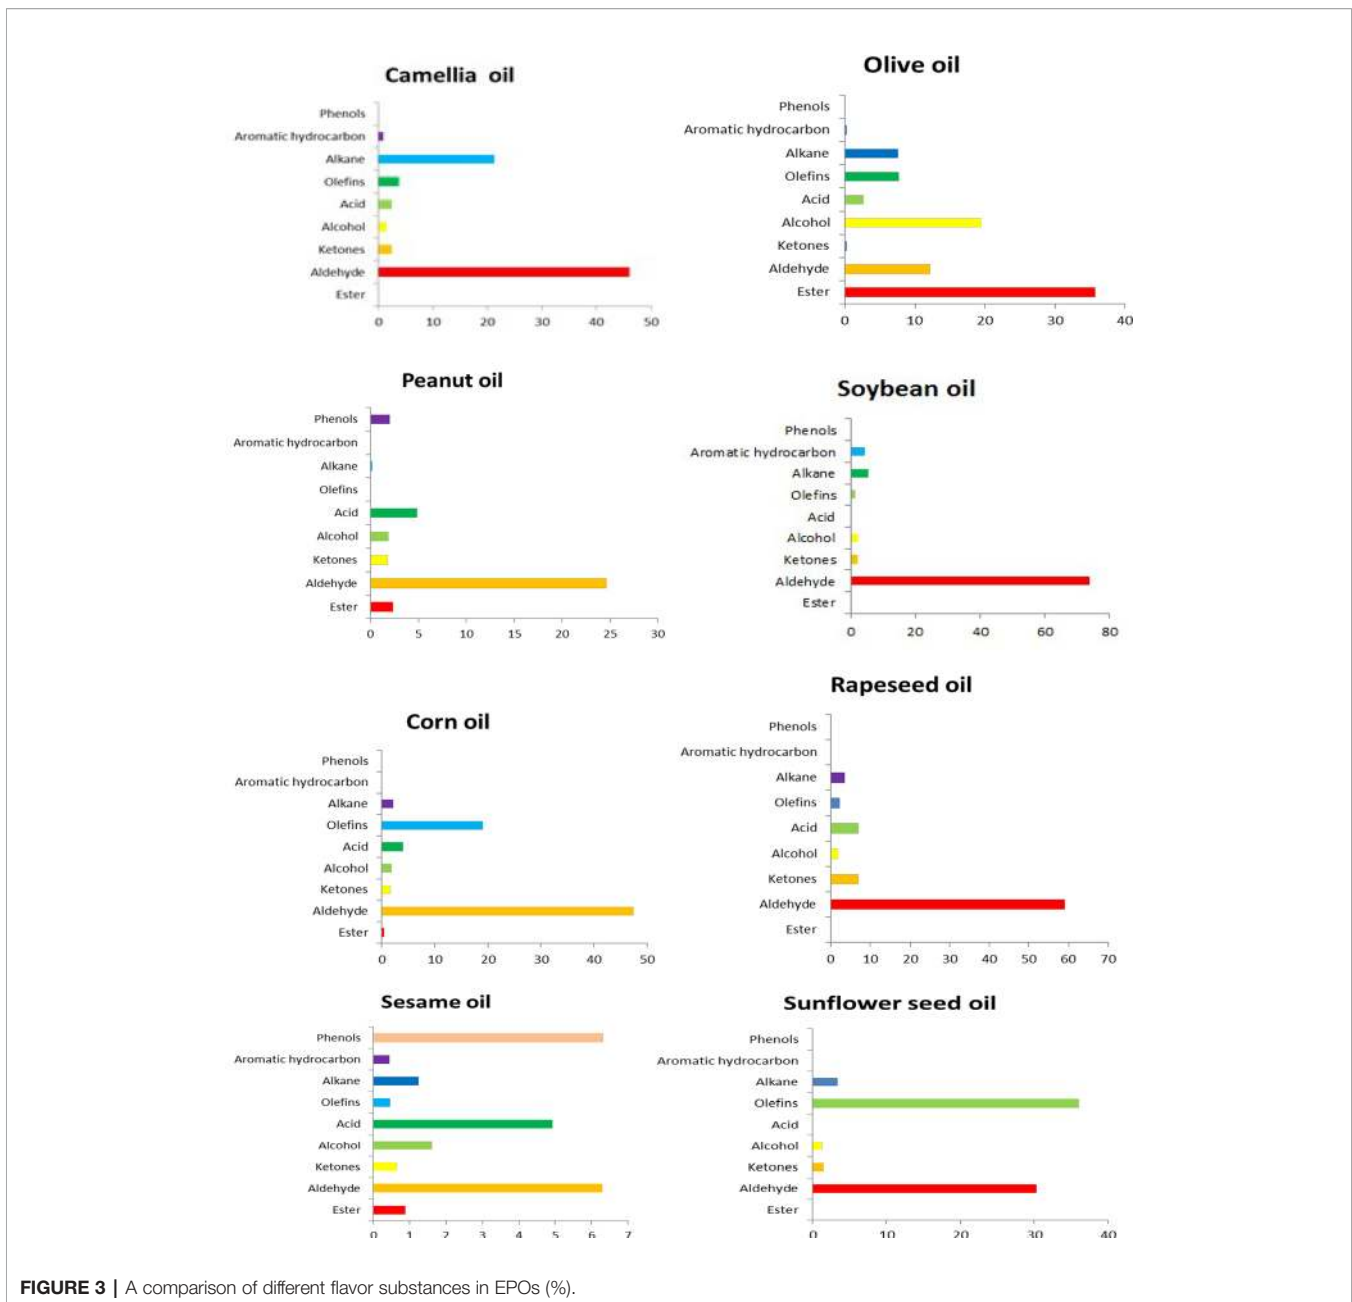 Camellia oil
Phenols
Aromatic hydrocarbon
Alkane
Olefins
Acid
Alcohol
Ketones
Aldehyde
Ester
0 10 20 30 40 50
Olive oil
Phenols
Aromatic hydrocarbon
Alkane
Olefins
Acid
Alcohol
Ketones
Aldehyde
Ester
0 10 20 30 40
Peanut oil
Phenols
Aromatic hydrocarbon
Alkane
Olefins
Acid
Alcohol
Ketones
Aldehyde
Ester
0 5 10 15 20 25 30
Soybean oil
Phenols
Aromatic hydrocarbon
Alkane
Olefins
Acid
Alcohol
Ketones
Aldehyde
Ester
0 20 40 60 80
Corn oil
Phenols
Aromatic hydrocarbon
Alkane
Olefins
Acid
Alcohol
Ketones
Aldehyde
Ester
0 10 20 30 40 50
Rapeseed oil
Phenols
Aromatic hydrocarbon
Alkane
Olefins
Acid
Alcohol
Ketones
Aldehyde
Ester
0 10 20 30 40 50 60 70
Sesame oil
Phenols
Aromatic hydrocarbon
Alkane
Olefins
Acid
Alcohol
Ketones
Aldehyde
Ester
0 1 2 3 4 5 6 7
Sunflower seed oil
Phenols
Aromatic hydrocarbon
Alkane
Olefins
Acid
Alcohol
Ketones
Aldehyde
Ester
0 10 20 30 40
FIGURE 3 | A comparison of different flavor substances in EPOs (%).